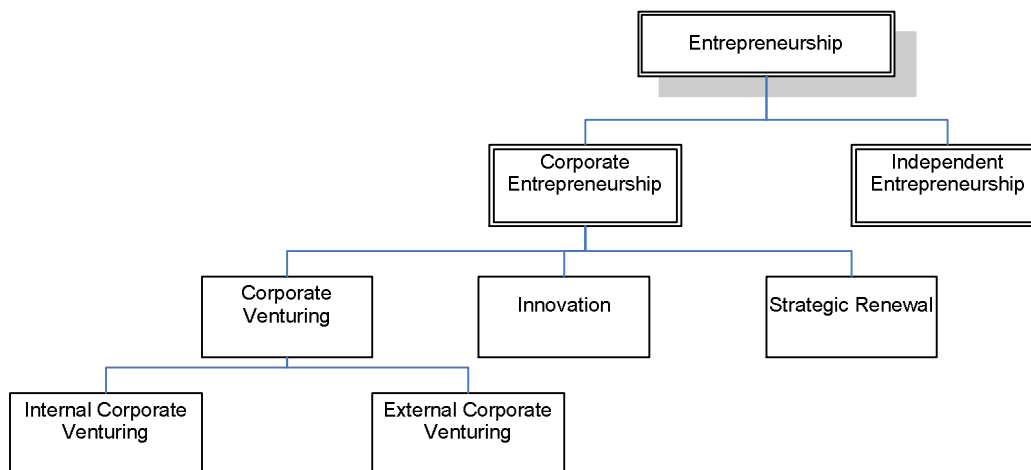 Entrepreneurship
Corporate
Entrepreneurship
Independent
Entrepreneurship
Corporate
Venturing
Innovation
Strategic Renewal
Internal Corporate
Venturing
External Corporate
Venturing